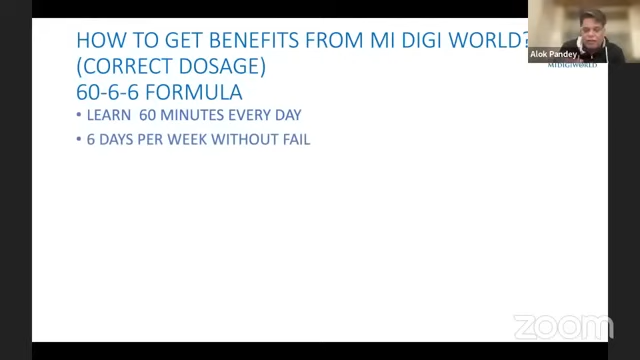 HOW TO GET BENEFITS FROM MI DIGI WORLD?
(CORRECT DOSAGE)
60-6-6 FORMULA
• LEARN 60 MINUTES EVERY DAY
• 6 DAYS PER WEEK WITHOUT FAIL
Alok Pandey
MIDIGIWORLD
zoom